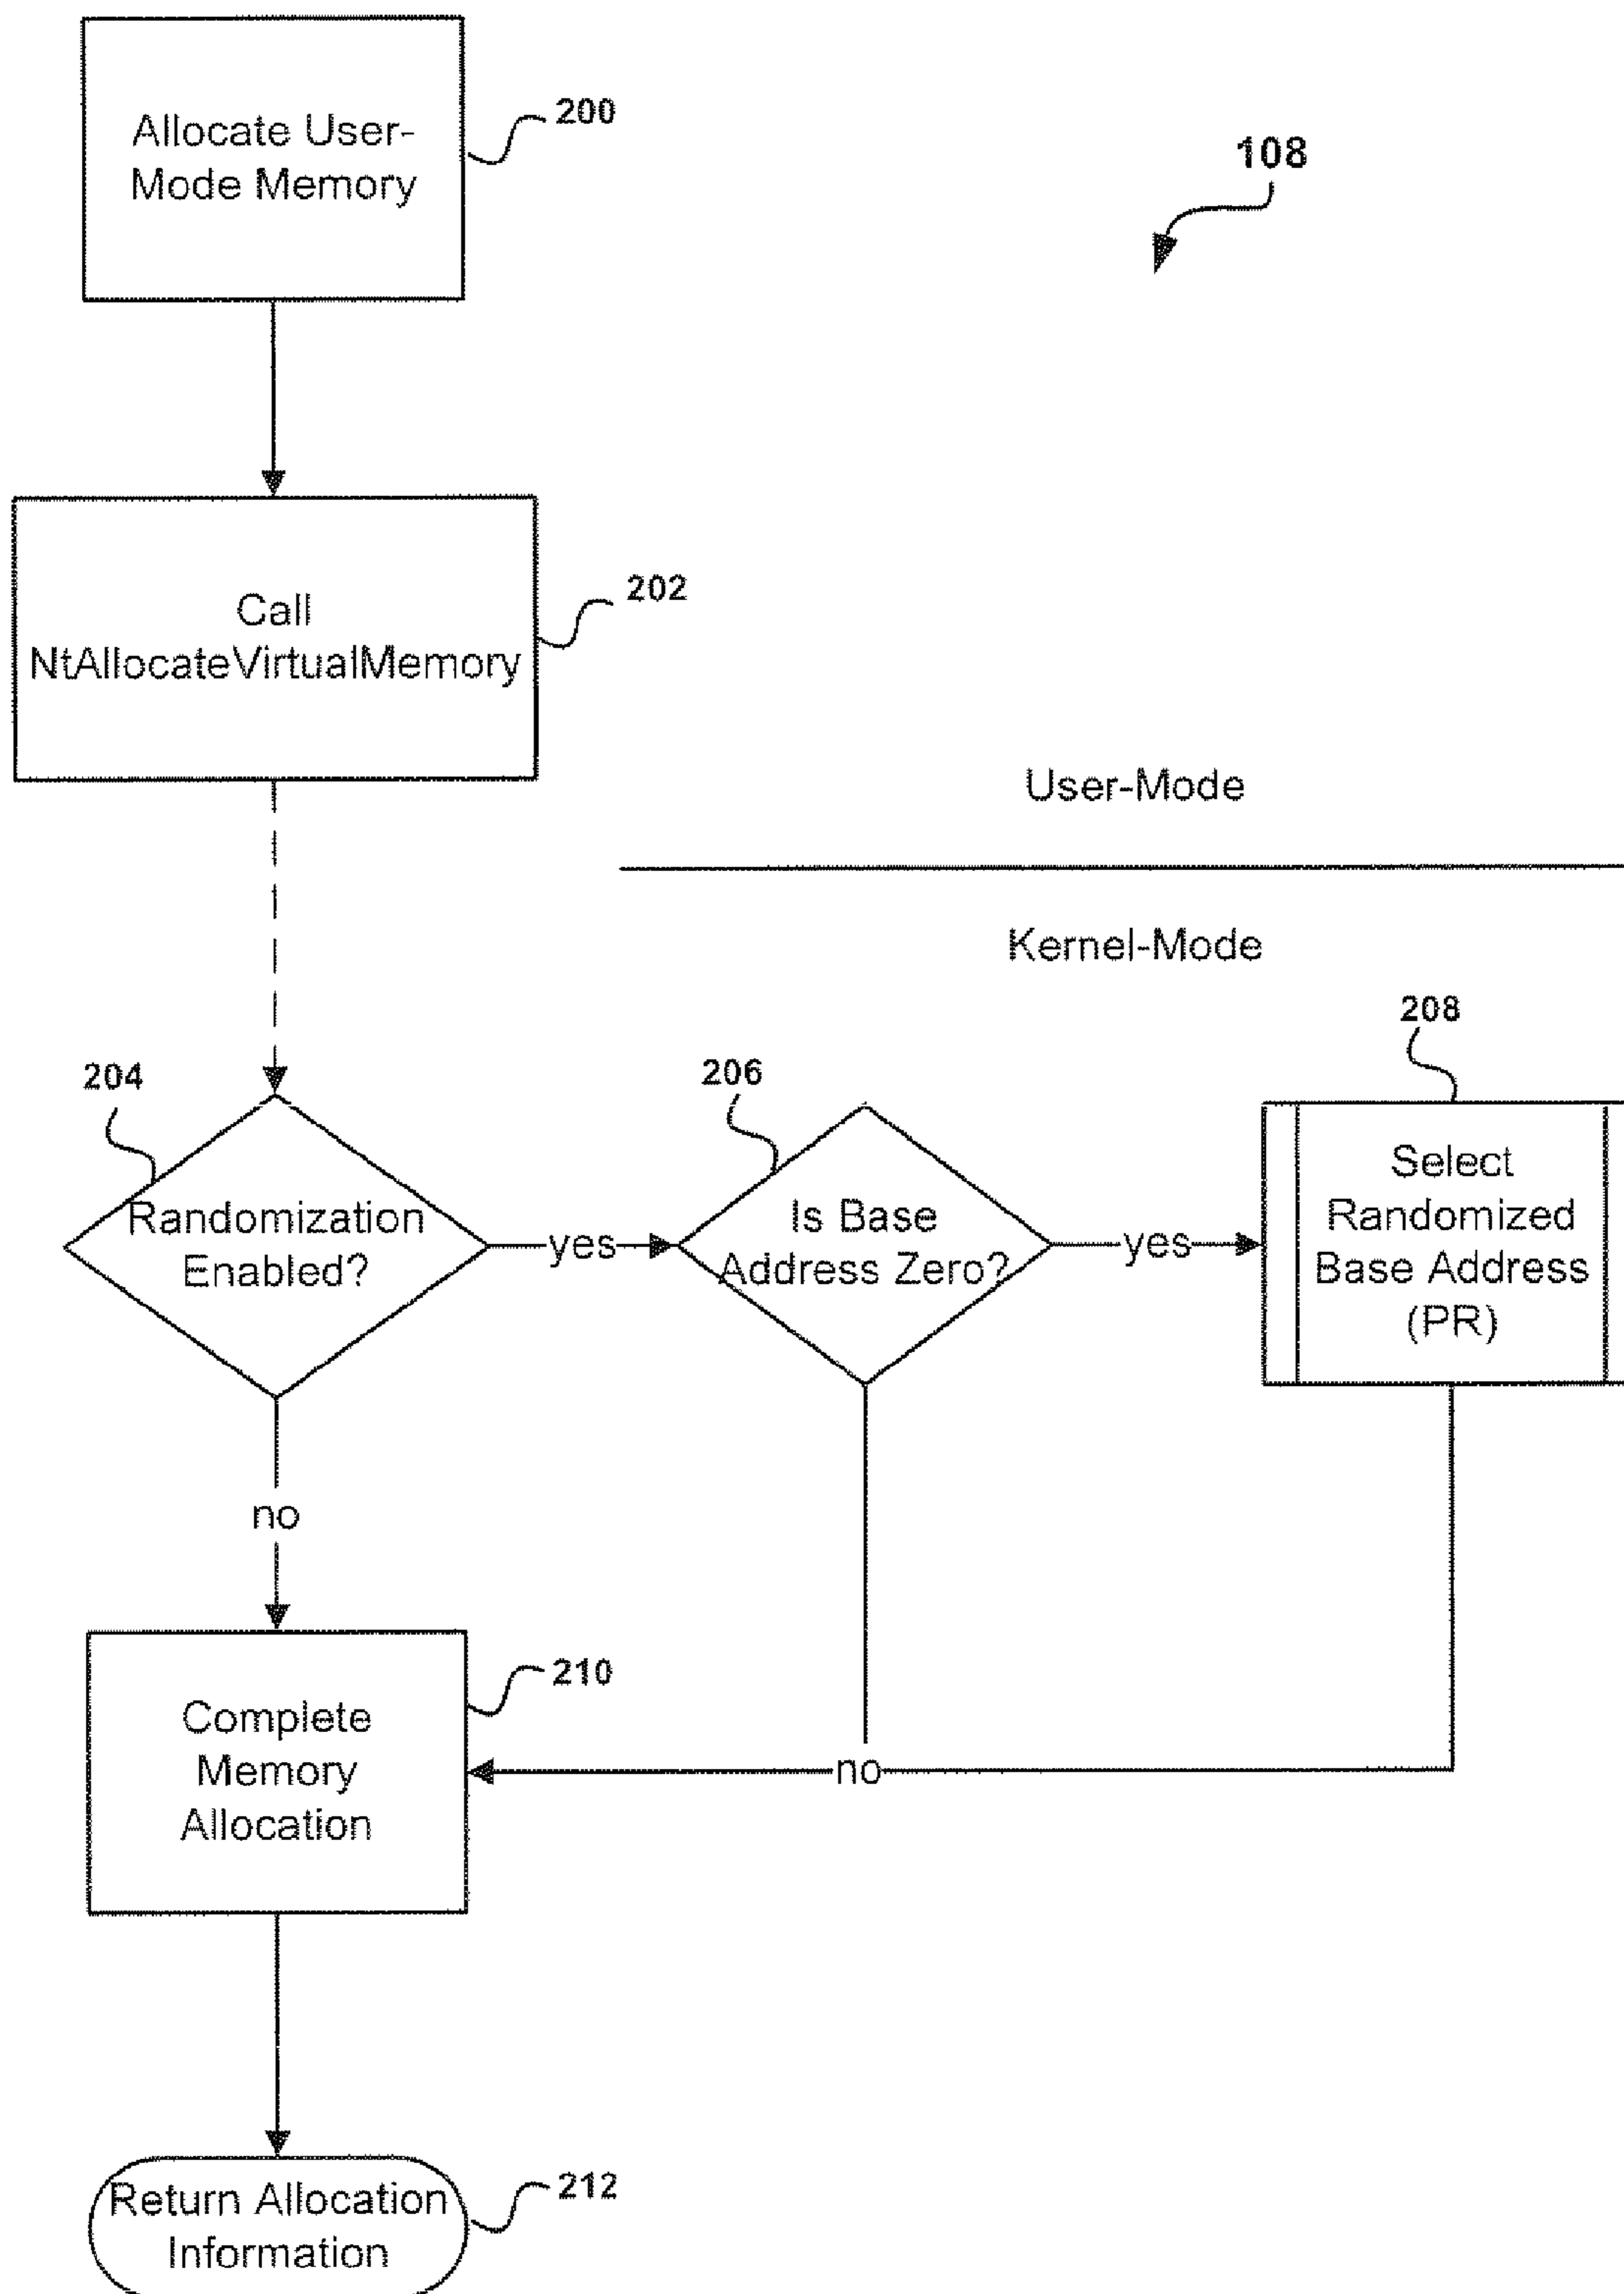 Allocate User-
Mode Memory
200
108
Call
NtAllocateVirtualMemory
202
User-Mode
Kernel-Mode
204
Randomization
Enabled?
yes
206
Is Base
Address Zero?
yes
208
Select
Randomized
Base Address
(PR)
no
no
Complete
Memory
Allocation
210
Return Allocation
Information
212